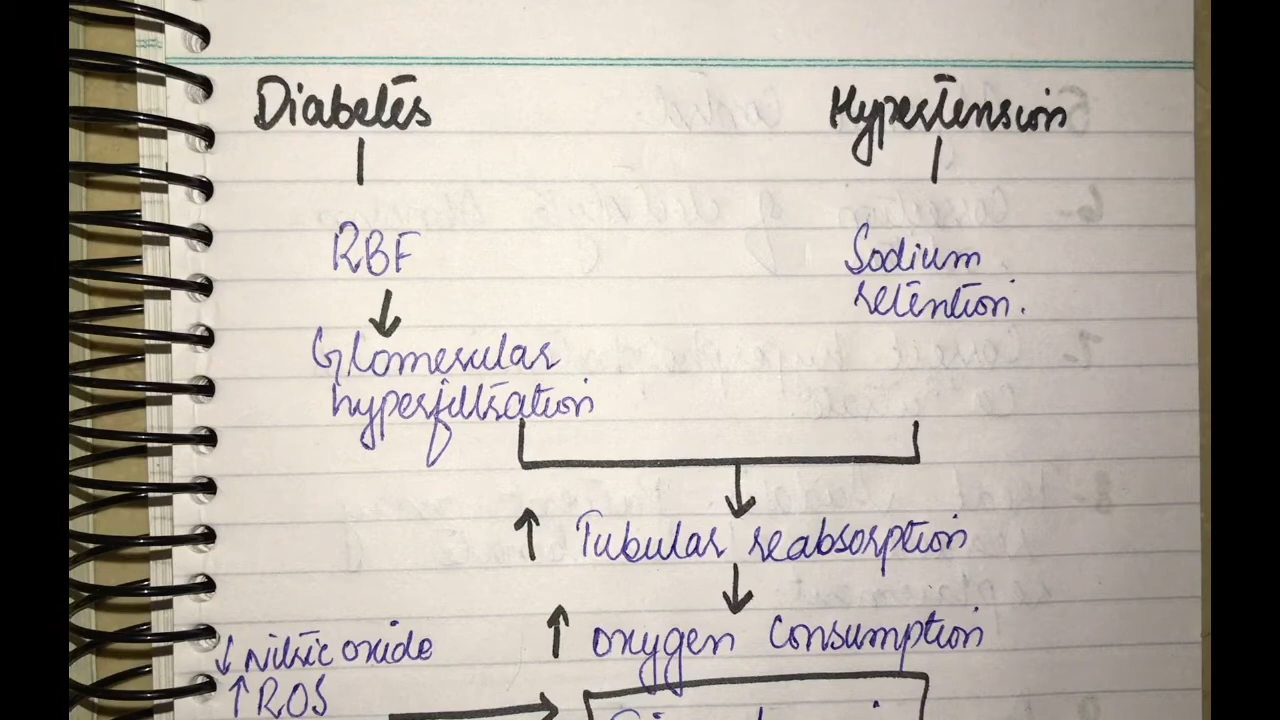 Diabetes Hypertension
RBF Sodium
retention.
↓
Glomerular
hyperfiltration
↓
↑ Tubular reabsorption
↓
↑ oxygen consumption
↓ Nitric oxide
↑ ROS →